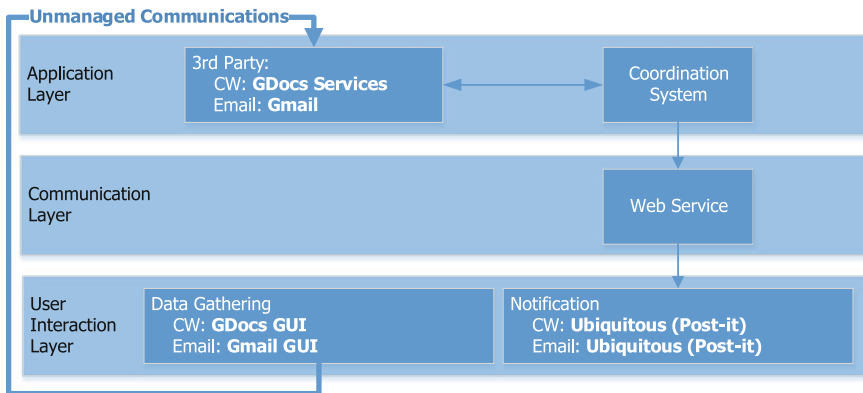 Unmanaged Communications
Application
Layer
3rd Party:
CW: GDocs Services
Email: Gmail
Coordination
System
Communication
Layer
Web Service
User
Interaction
Layer
Data Gathering
CW: GDocs GUI
Email: Gmail GUI
Notification
CW: Ubiquitous (Post-it)
Email: Ubiquitous (Post-it)